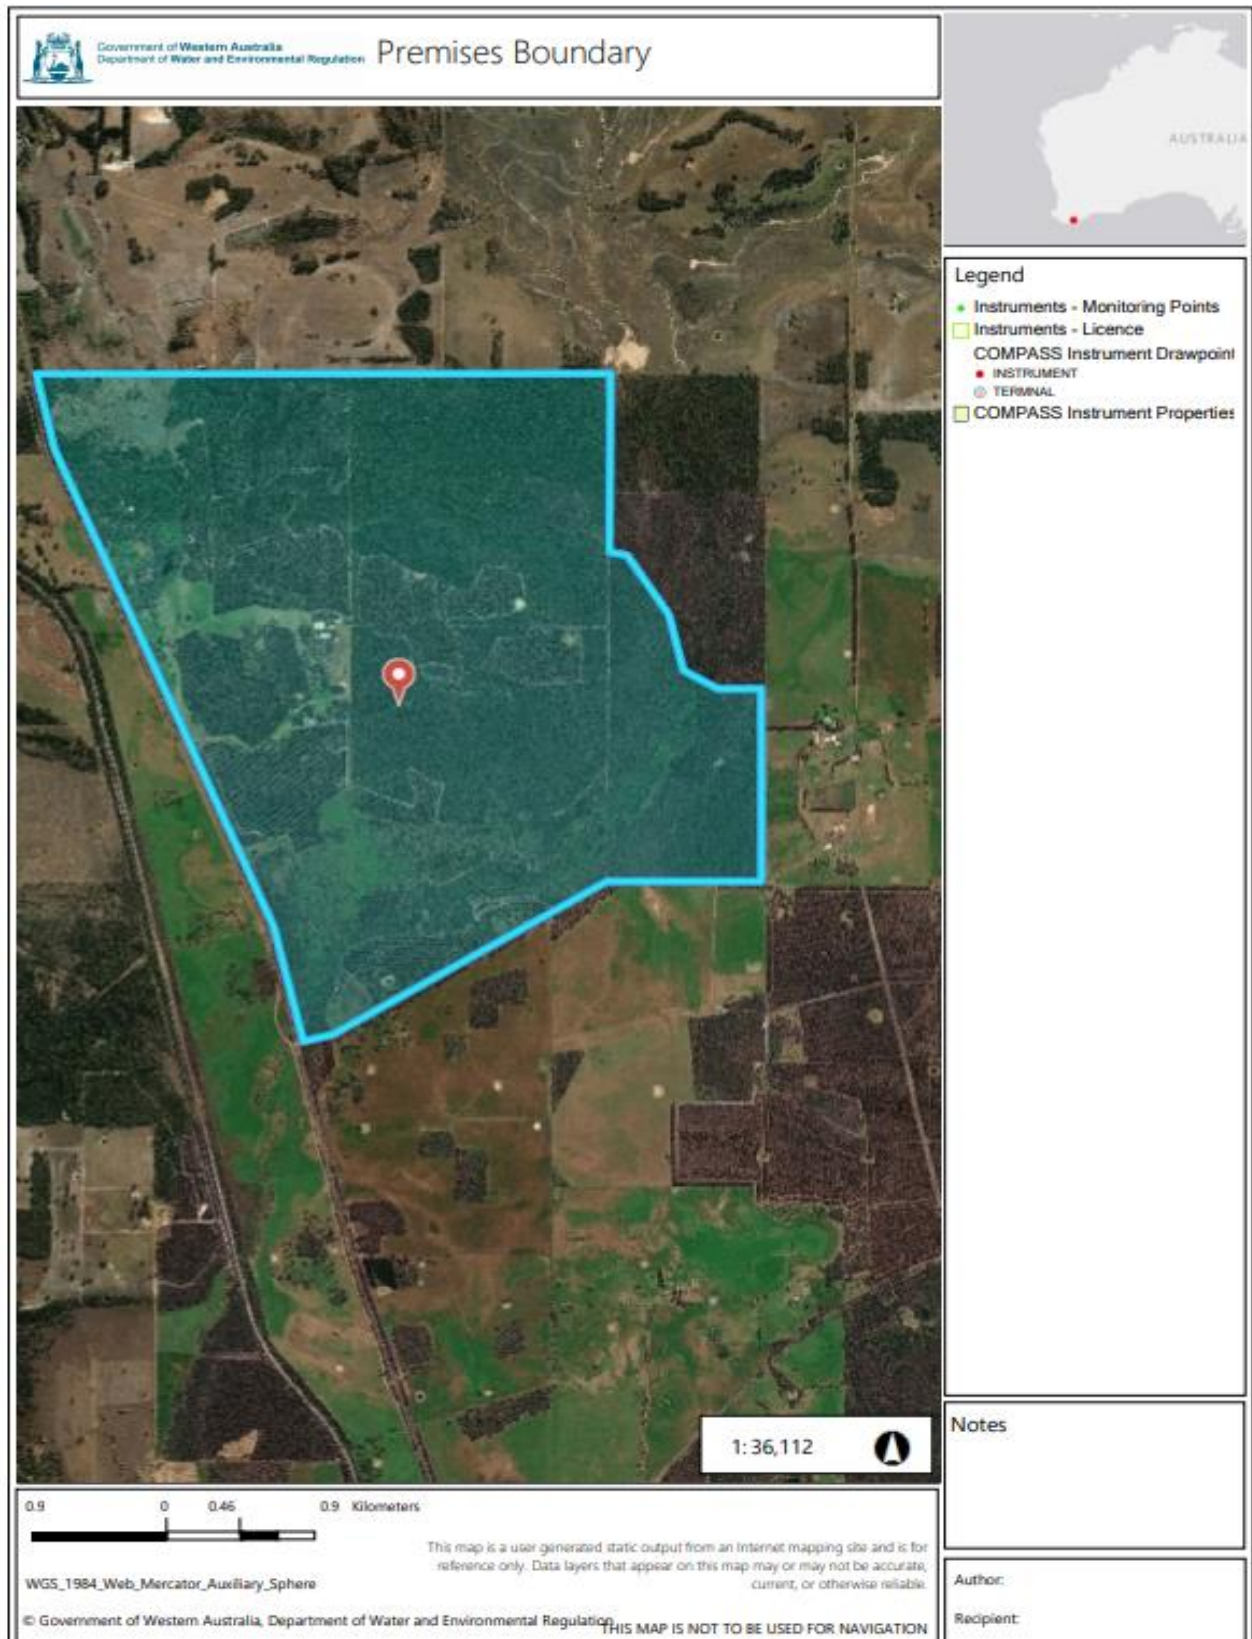 Government of Western Australia
Department of Water and Environmental Regulation
Premises Boundary
AUSTRALIA
Legend
Instruments - Monitoring Points
Instruments - Licence
COMPASS Instrument Drawpoint
INSTRUMENT
TERMNAL
COMPASS Instrument Properties
1: 36,112
Notes
0.9 0 0.46 0.9 Kilometers
This map is a user generated static output from an Internet mapping site and is for
reference only. Data layers that appear on this map may or may not be accurate,
current, or otherwise reliable.
WGS_1984_Web_Mercator_Auxiliary_Sphere
© Government of Western Australia, Department of Water and Environmental Regulation
THIS MAP IS NOT TO BE USED FOR NAVIGATION
Author:
Recipient: